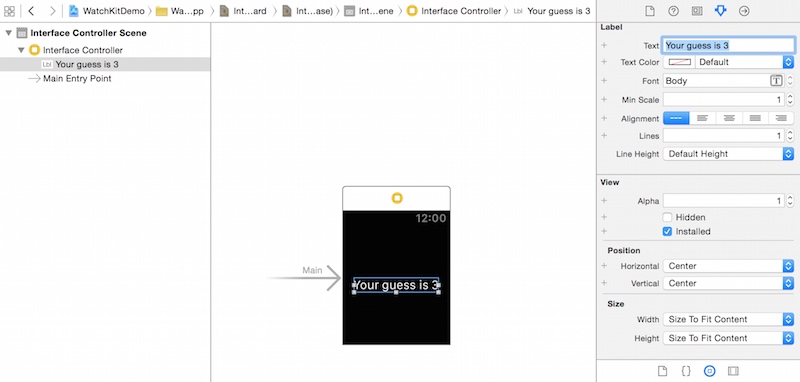 WatchKitDemo Wa...pp Int...ard Int...ase) Int...ene Interface Controller Lbl Your guess is 3
Interface Controller Scene
Interface Controller
Lbl Your guess is 3
Main Entry Point
12:00
Main
Your guess is 3
Label
Text Your guess is 3
Text Color Default
Font Body T
Min Scale 1
Alignment
Lines 1
Line Height Default Height
View
Alpha 1
Hidden
Installed
Position
Horizontal Center
Vertical Center
Size
Width Size To Fit Content
Height Size To Fit Content